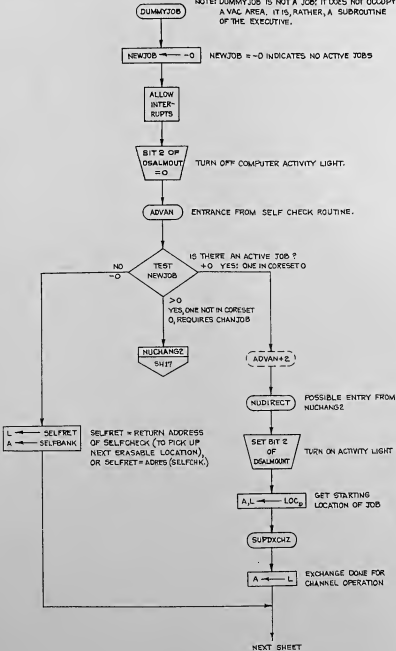 NOTE: DUMMYJOB IS NOT A JOB; IT DOES NOT OCCUPY
A VAC AREA. IT IS, RATHER, A SUBROUTINE
OF THE EXECUTIVE.
DUMMYJOB
NEWJOB ← -0
NEWJOB = -0 INDICATES NO ACTIVE JOBS
ALLOW
INTER-
RUPTS
BIT 2 OF
DSALMOUT
=0
TURN OFF COMPUTER ACTIVITY LIGHT.
ADVAN
ENTRANCE FROM SELF CHECK ROUTINE.
IS THERE AN ACTIVE JOB?
+0 YES: ONE IN CORESET 0
TEST
NEWJOB
NO
-0
>0
YES, ONE NOT IN CORESET
0, REQUIRES CHANJOB
NUCHANG2
SH17
ADVAN+2
NUDIRECT
POSSIBLE ENTRY FROM
NUCHANG2
SET BIT 2
OF
DSALMOUNT
TURN ON ACTIVITY LIGHT
L ← SELFRET
A ← SELFBANK
SELFRET = RETURN ADDRESS
OF SELFCHECK (TO PICK UP
NEXT ERASABLE LOCATION),
OR SELFRET = ADRES (SELFCHK.)
A,L ← LOC_D
GET STARTING
LOCATION OF JOB
SUPDXCHZ
A ← L
EXCHANGE DONE FOR
CHANNEL OPERATION
NEXT SHEET